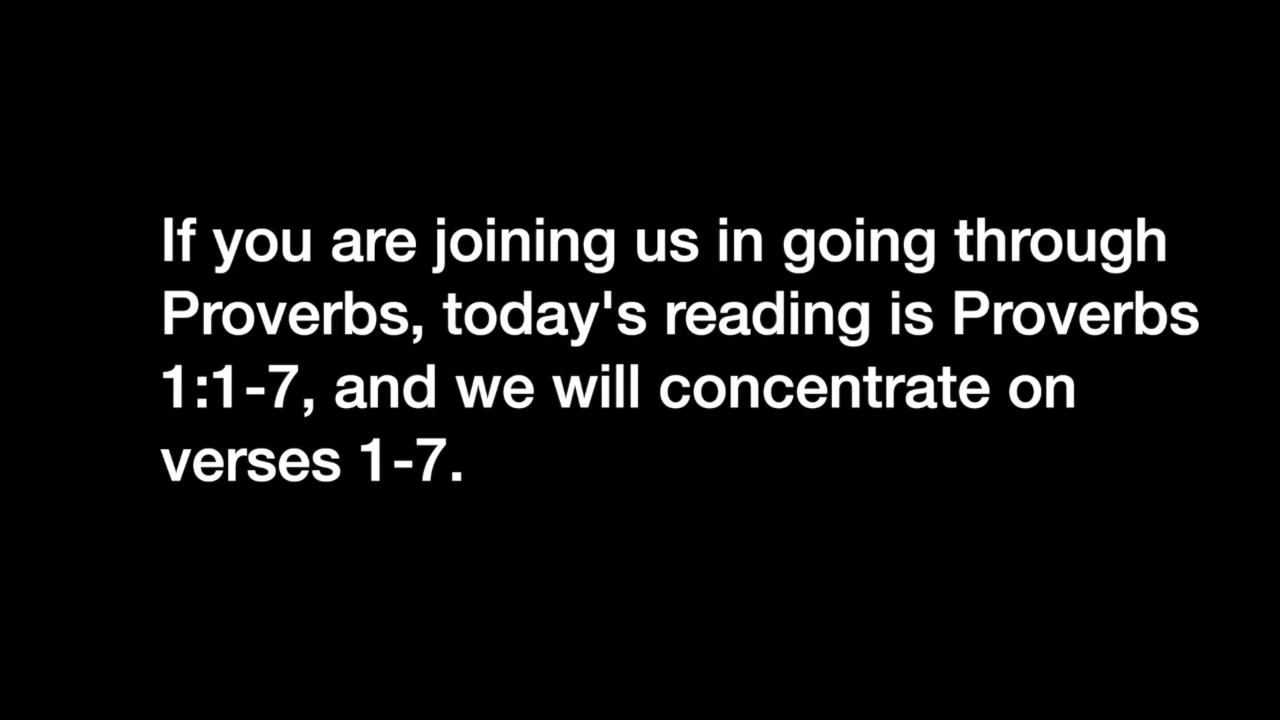 If you are joining us in going through
Proverbs, today's reading is Proverbs
1:1-7, and we will concentrate on
verses 1-7.